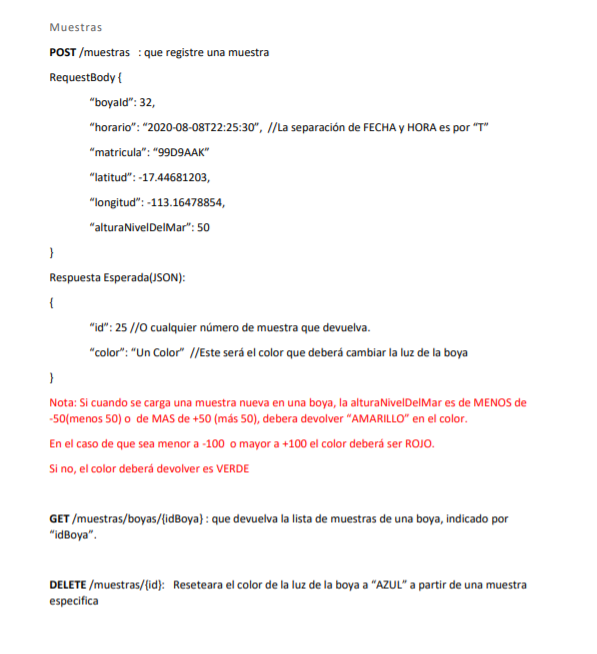 Muestras
POST /muestras : que registre una muestra
RequestBody {
“boyaId”: 32,
“horario”: “2020-08-08T22:25:30”, //La separación de FECHA y HORA es por “T”
“matricula”: “99D9AAK”
“latitud”: -17.44681203,
“longitud”: -113.16478854,
“alturaNivelDelMar”: 50
}
Respuesta Esperada(JSON):
{
“id”: 25 //O cualquier número de muestra que devuelva.
“color”: “Un Color” //Este será el color que deberá cambiar la luz de la boya
}
Nota: Si cuando se carga una muestra nueva en una boya, la alturaNivelDelMar es de MENOS de
-50(menos 50) o de MAS de +50 (más 50), debera devolver “AMARILLO” en el color.
En el caso de que sea menor a -100 o mayor a +100 el color deberá ser ROJO.
Si no, el color deberá devolver es VERDE
GET /muestras/boyas/{idBoya} : que devuelva la lista de muestras de una boya, indicado por
“idBoya”.
DELETE /muestras/{id}: Reseteara el color de la luz de la boya a “AZUL” a partir de una muestra
especifica